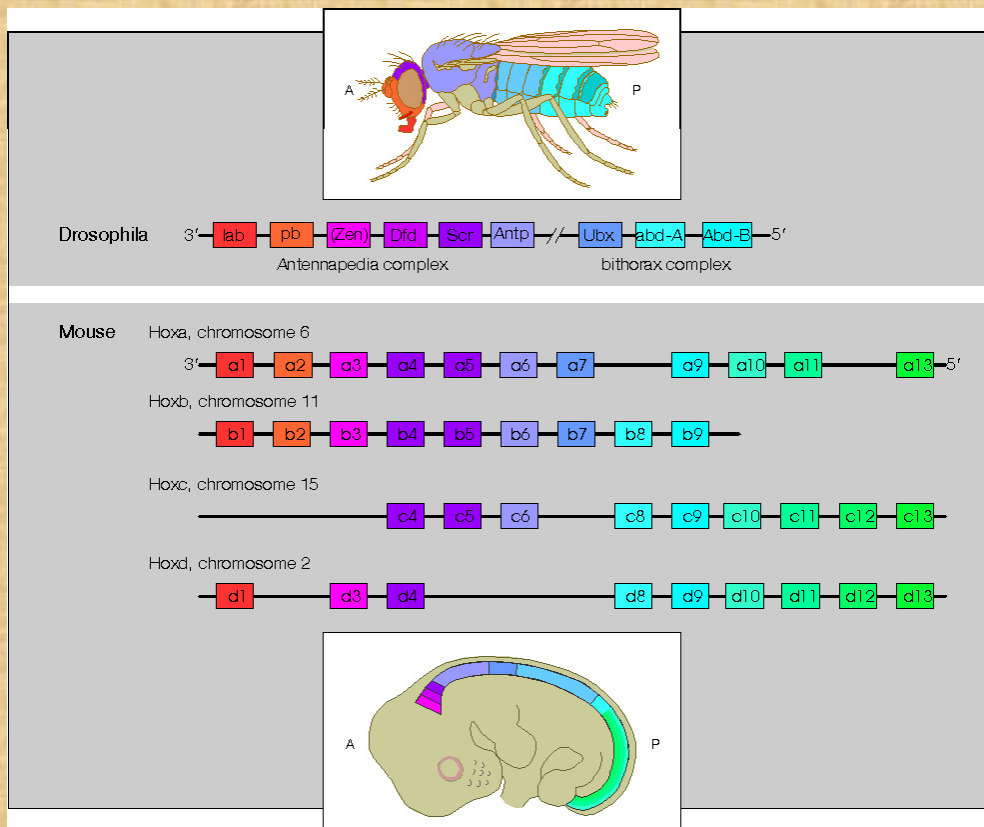 A
P
Drosophila 3′ lab pb (Zen) Dfd Scr Antp Ubx abd-A Abd-B 5′
Antennapedia complex bithorax complex
Mouse Hoxa, chromosome 6
3′ a1 a2 a3 a4 a5 a6 a7 a9 a10 a11 a13 5′
Hoxb, chromosome 11
b1 b2 b3 b4 b5 b6 b7 b8 b9
Hoxc, chromosome 15
c4 c5 c6 c8 c9 c10 c11 c12 c13
Hoxd, chromosome 2
d1 d3 d4 d8 d9 d10 d11 d12 d13
A
P